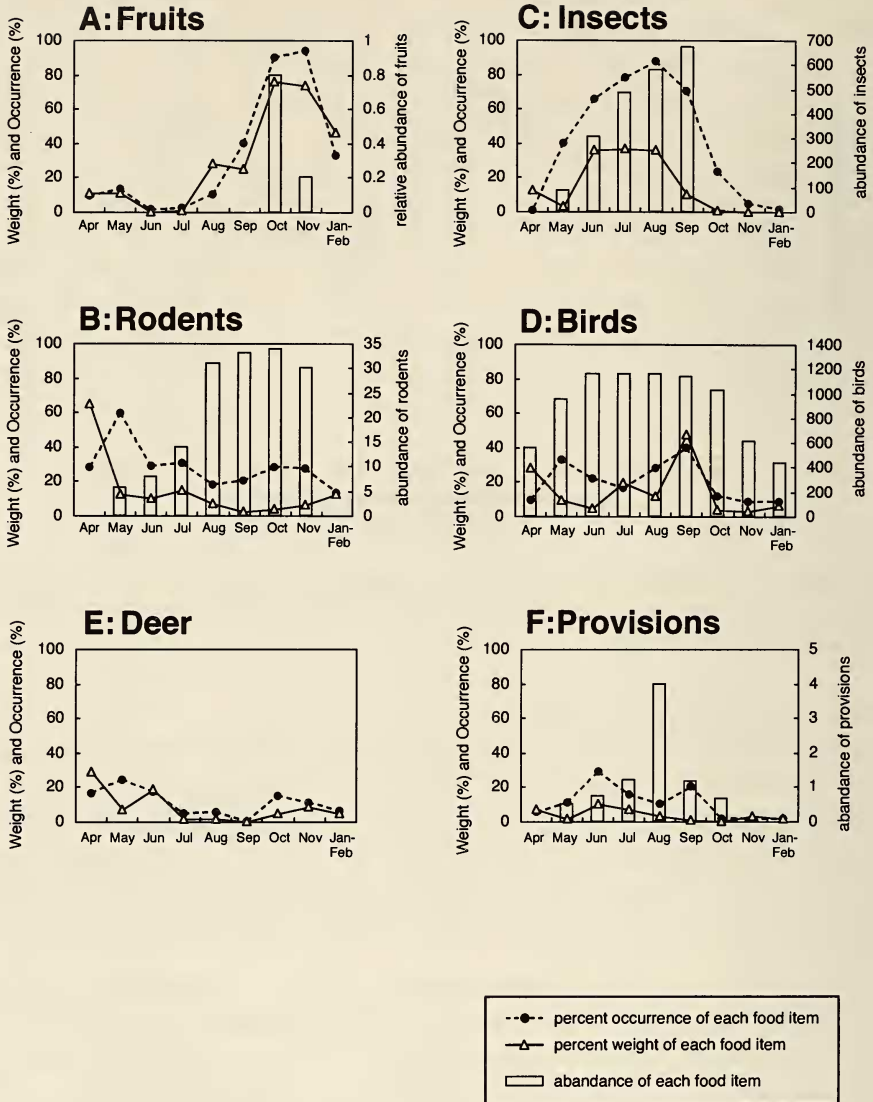 A: Fruits
Weight (%) and Occurrence (%)
100
80
60
40
20
0
1
0.8
0.6
0.4
0.2
0
relative abundance of fruits
Apr May Jun Jul Aug Sep Oct Nov Jan-
Feb
C: Insects
Weight (%) and Occurrence (%)
100
80
60
40
20
0
700
600
500
400
300
200
100
0
abundance of insects
Apr May Jun Jul Aug Sep Oct Nov Jan-
Feb
B: Rodents
Weight (%) and Occurrence (%)
100
80
60
40
20
0
35
30
25
20
15
10
5
0
abundance of rodents
Apr May Jun Jul Aug Sep Oct Nov Jan-
Feb
D: Birds
Weight (%) and Occurrence (%)
100
80
60
40
20
0
1400
1200
1000
800
600
400
200
0
abundance of birds
Apr May Jun Jul Aug Sep Oct Nov Jan-
Feb
E: Deer
Weight (%) and Occurrence (%)
100
80
60
40
20
0
Apr May Jun Jul Aug Sep Oct Nov Jan-
Feb
F:Provisions
Weight (%) and Occurrence (%)
100
80
60
40
20
0
5
4
3
2
1
0
abandance of provisions
Apr May Jun Jul Aug Sep Oct Nov Jan-
Feb
percent occurrence of each food item
percent weight of each food item
abandance of each food item